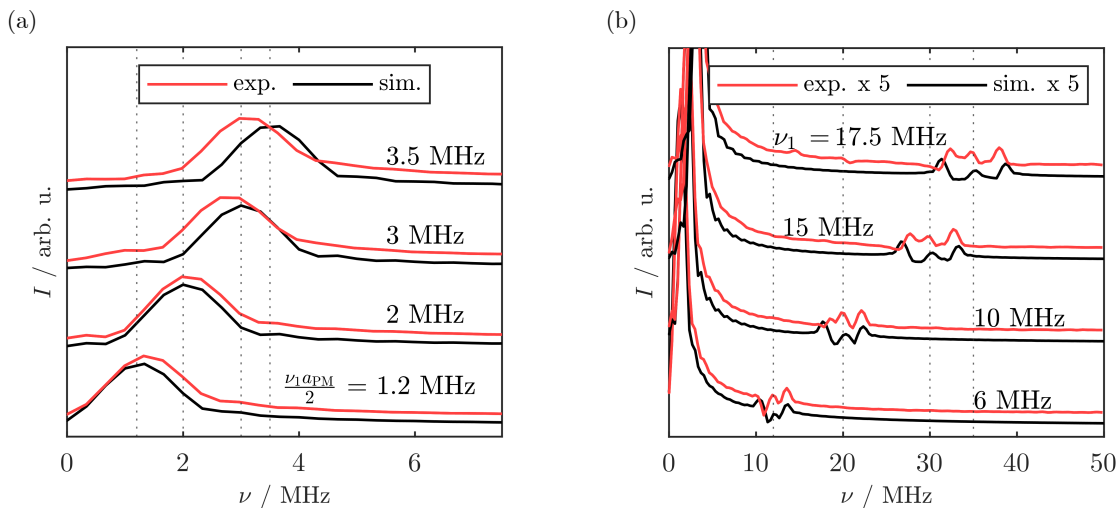 (a)
exp. sim.
3.5 MHz
3 MHz
2 MHz
ν₁aPM/2 = 1.2 MHz
I / arb. u.
0 2 4 6
ν / MHz
(b)
exp. x 5 sim. x 5
ν₁ = 17.5 MHz
15 MHz
10 MHz
6 MHz
I / arb. u.
0 10 20 30 40 50
ν / MHz